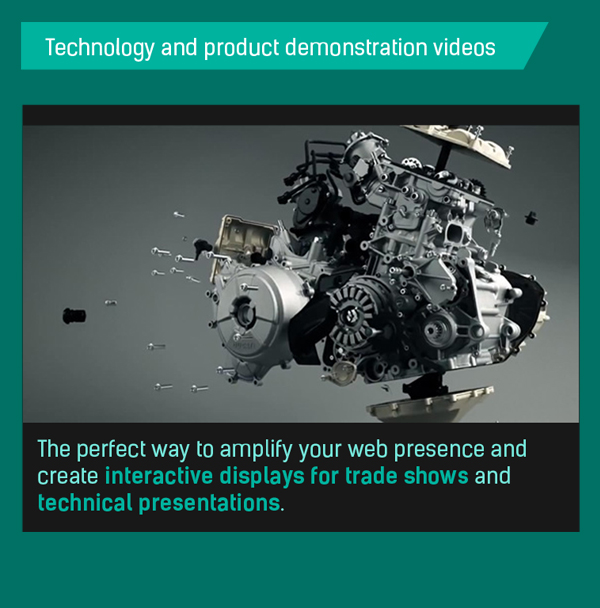 Technology and product demonstration videos
The perfect way to amplify your web presence and
create interactive displays for trade shows and
technical presentations.